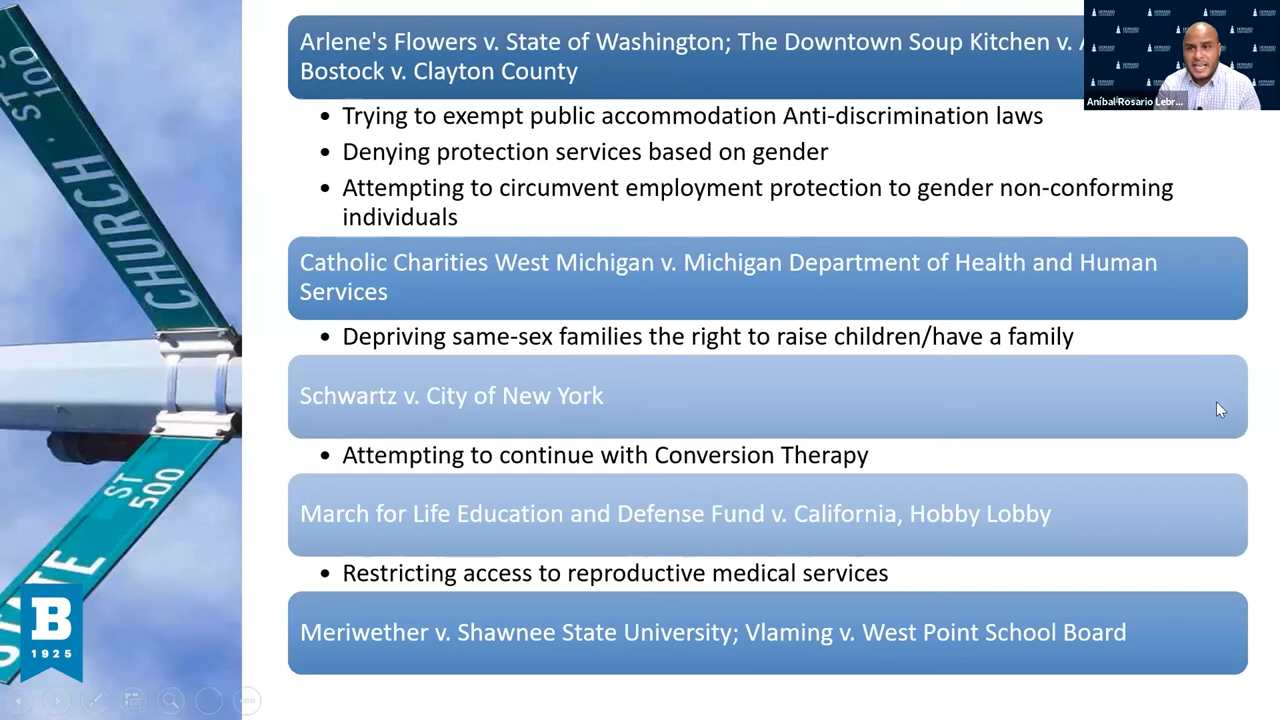 Arlene's Flowers v. State of Washington; The Downtown Soup Kitchen v.
Bostock v. Clayton County
• Trying to exempt public accommodation Anti-discrimination laws
• Denying protection services based on gender
• Attempting to circumvent employment protection to gender non-conforming
individuals
Catholic Charities West Michigan v. Michigan Department of Health and Human
Services
• Depriving same-sex families the right to raise children/have a family
Schwartz v. City of New York
• Attempting to continue with Conversion Therapy
March for Life Education and Defense Fund v. California, Hobby Lobby
• Restricting access to reproductive medical services
Meriwether v. Shawnee State University; Vlaming v. West Point School Board
Aníbal Rosario Lebr...
HOWARD
UNIVERSITY
CHURCH · ST
100
ST
500
B
1925